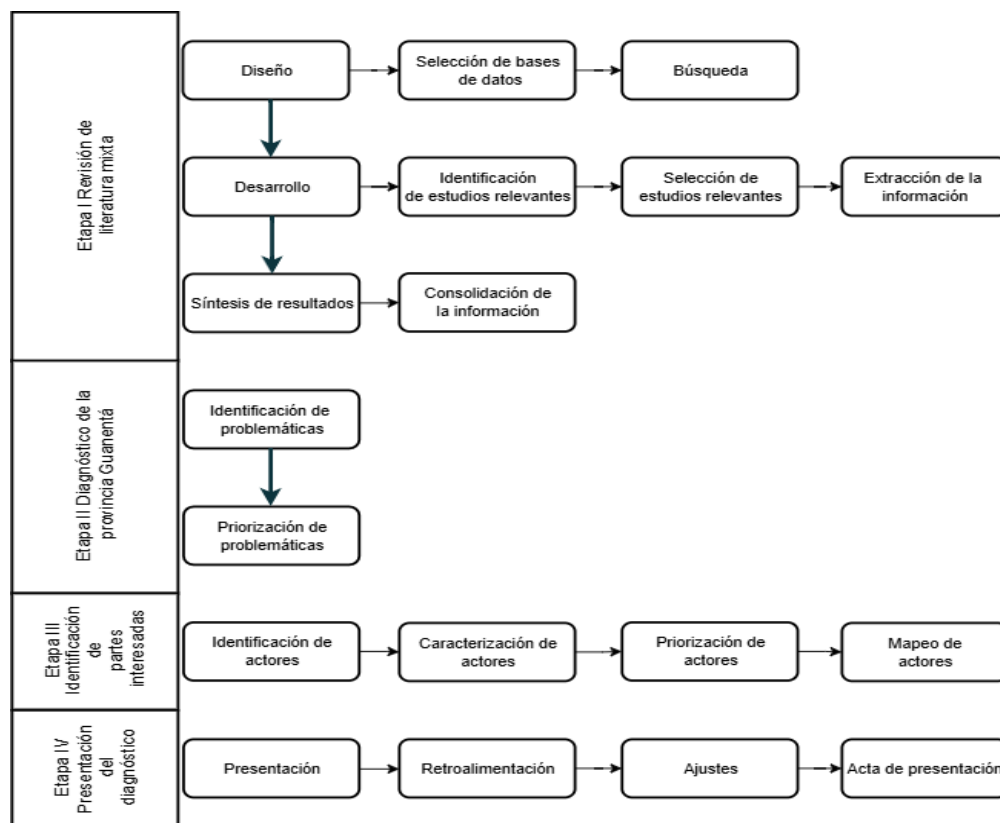 Etapa I Revisión de
literatura mixta
Diseño
Selección de bases
de datos
Búsqueda
Desarrollo
Identificación
de estudios relevantes
Selección de
estudios relevantes
Extracción de la
información
Síntesis de resultados
Consolidación de
la información
Etapa II Diagnóstico de la
provincia Guanentá
Identificación de
problemáticas
Priorización de
problemáticas
Etapa III
Identificación
de
partes
interesadas
Identificación de
actores
Caracterización de
actores
Priorización de
actores
Mapeo de
actores
Etapa IV
Presentación
del
diagnóstico
Presentación
Retroalimentación
Ajustes
Acta de presentación